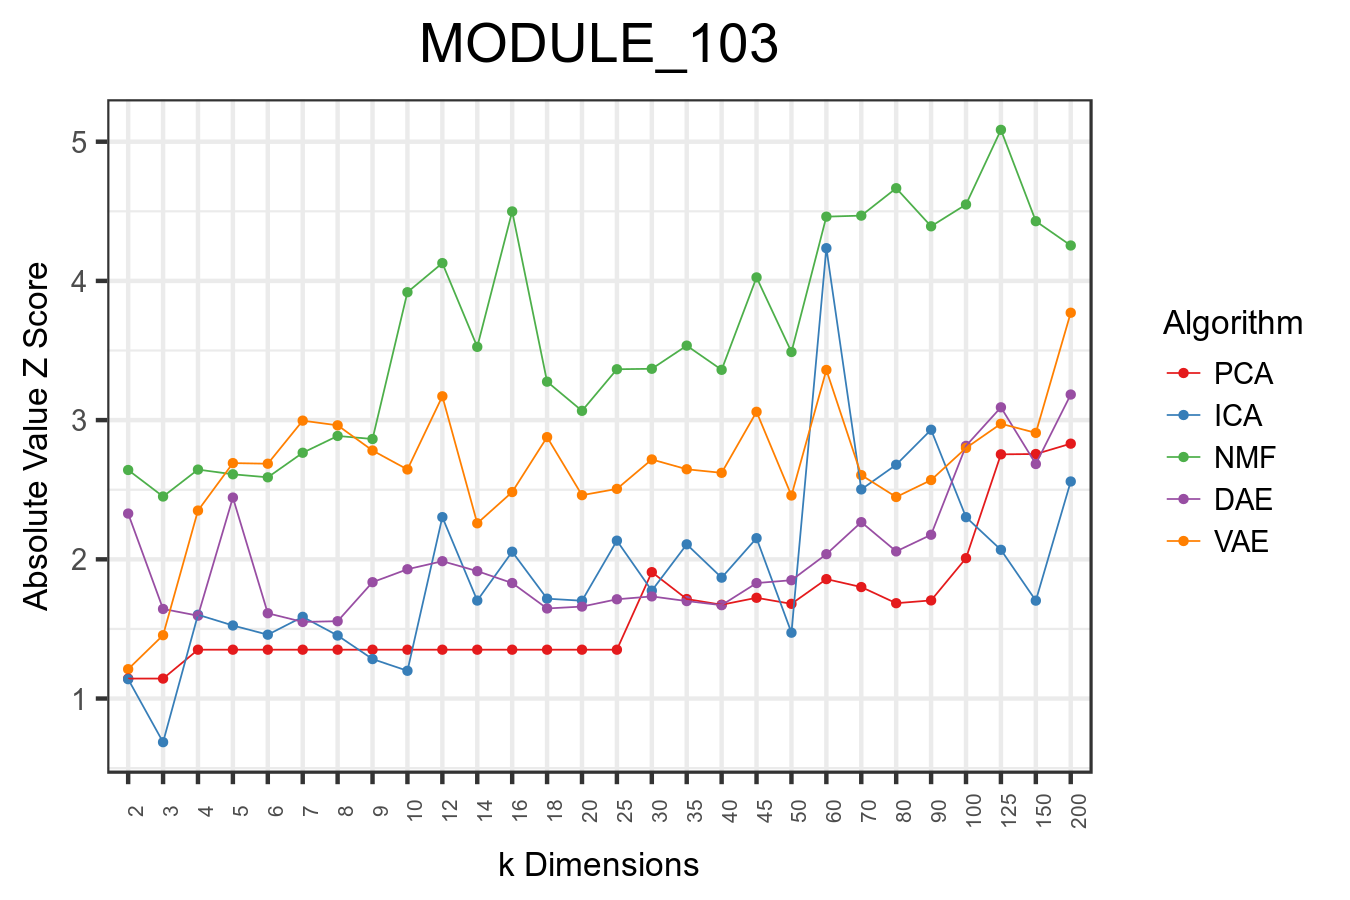 MODULE_103
Absolute Value Z Score
5
4
3
2
1
2 3 4 5 6 7 8 9 10 12 14 16 18 20 25 30 35 40 45 50 60 70 80 90 100 125 150 200
k Dimensions
Algorithm
PCA
ICA
NMF
DAE
VAE